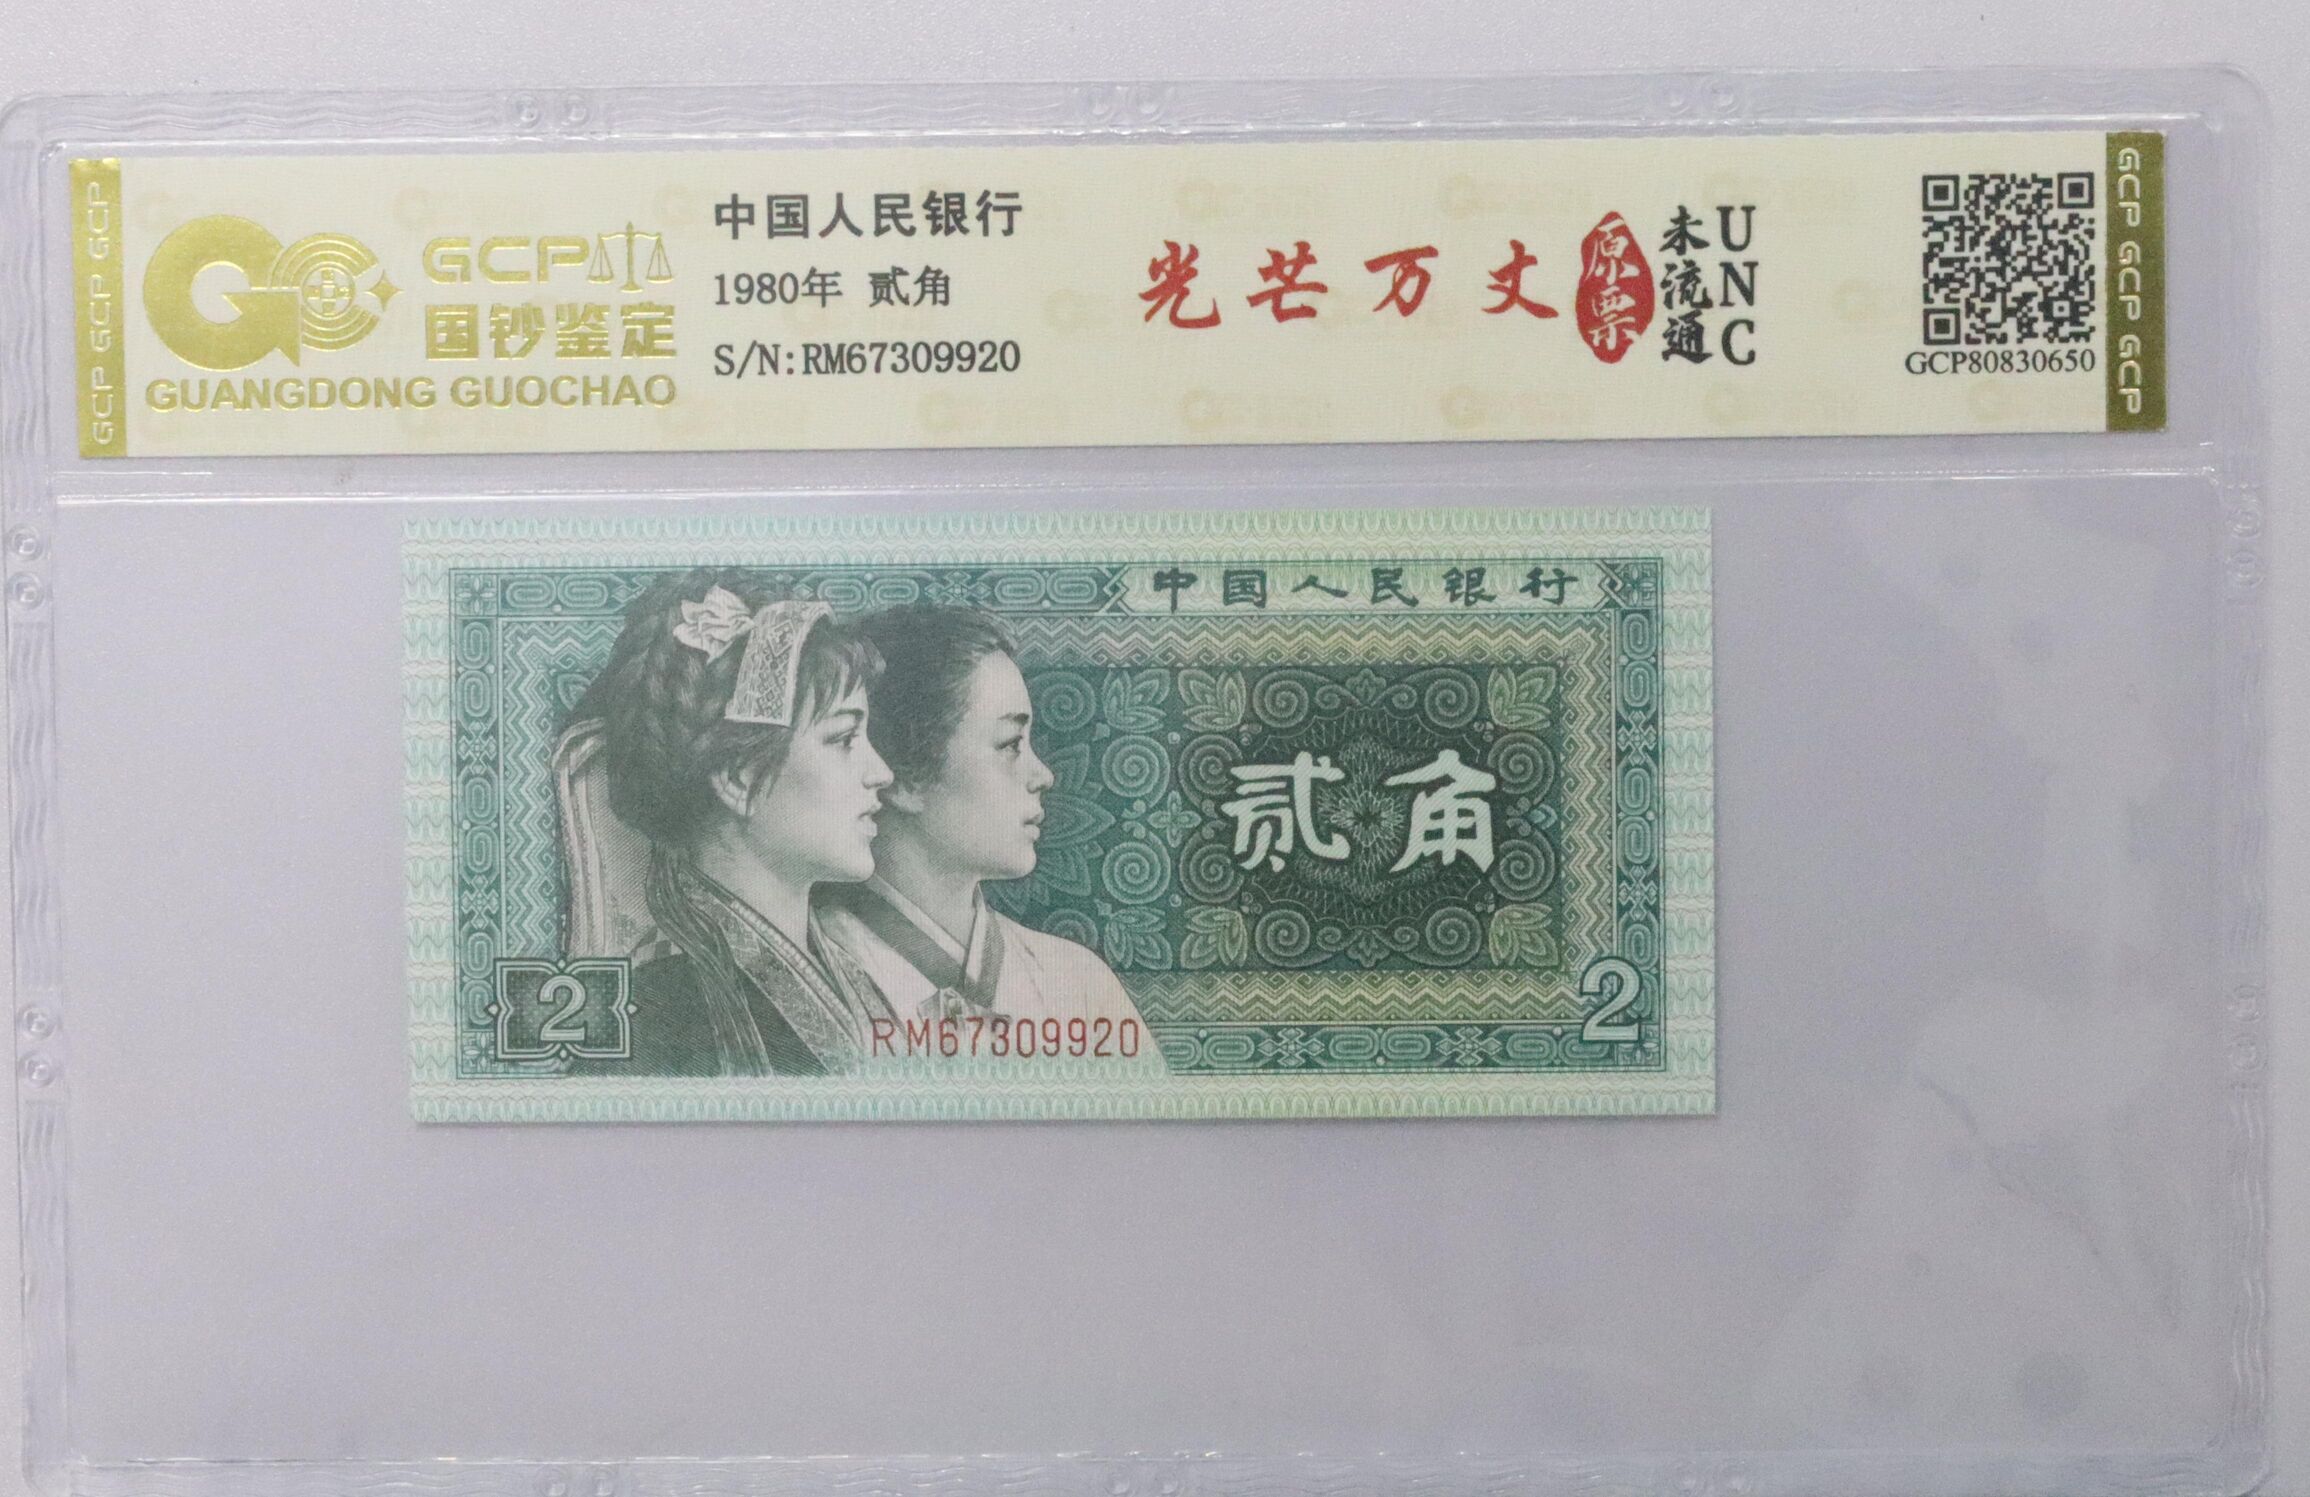 GCP GCP GCP
GCP
国钞鉴定
GUANGDONG GUOCHAO
中国人民银行
1980年 贰角
S/N:RM67309920
光芒万丈
原票
未流通
UNC
GCP80830650
GCP GCP GCP
中国人民银行
贰角
2
RM67309920
2